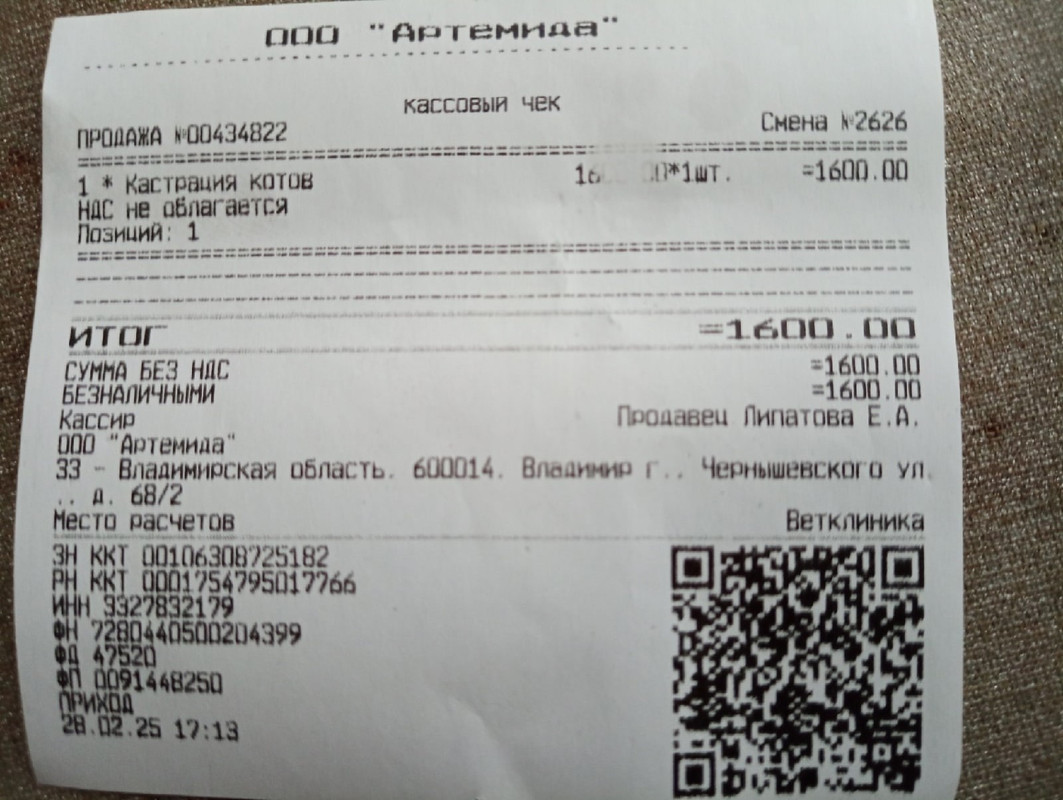 ООО "Артемида"
кассовый чек
ПРОДАЖА №00434822 Смена №2626
1 * Кастрация котов *1шт. =1600.00
НДС не облагается
Позиций: 1
ИТОГ =1600.00
СУММА БЕЗ НДС =1600.00
БЕЗНАЛИЧНЫМИ =1600.00
Кассир Продавец Липатова Е.А.
ООО "Артемида"
33 - Владимирская область. 600014. Владимир г.. Чернышевского ул.
.. д. 68/2
Место расчетов Ветклиника
ЗН ККТ 00106308725182
РН ККТ 0001754795017766
ИНН 3327832179
ФН 7280440500204399
ФД 47520
ФП 0091448250
ПРИХОД
28.02.25 17:13